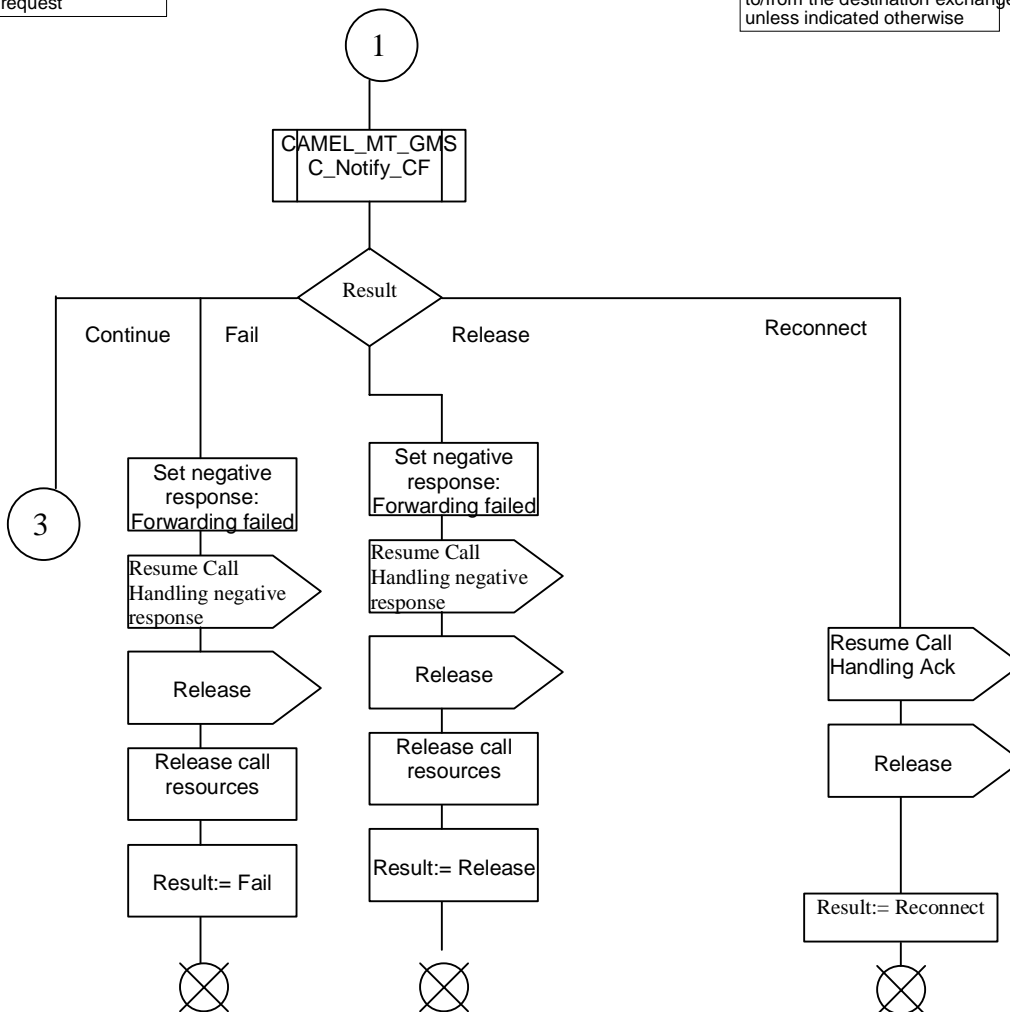 request
to/from the destination exchange
unless indicated otherwise
1
CAMEL_MT_GMS
C_Notify_CF
Result
Continue
Fail
Release
Reconnect
3
Set negative
response:
Forwarding failed
Resume Call
Handling negative
response
Release
Release call
resources
Result:= Fail
Set negative
response:
Forwarding failed
Resume Call
Handling negative
response
Release
Release call
resources
Result:= Release
Resume Call
Handling Ack
Release
Result:= Reconnect